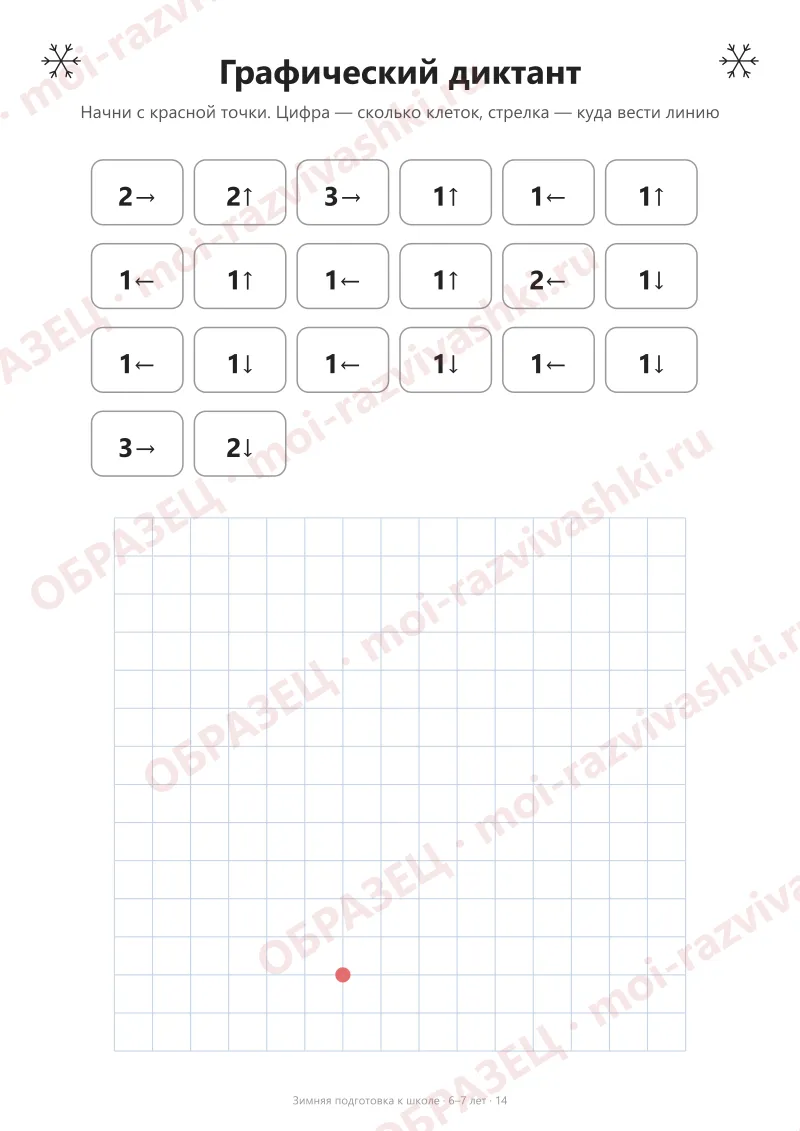 Графический диктант
Начни с красной точки. Цифра — сколько клеток, стрелка — куда вести линию
2→ 2↑ 3→ 1↑ 1← 1↑
1← 1↑ 1← 1↑ 2← 1↓
1← 1↓ 1← 1↓ 1← 1↓
3→ 2↓
ОБРАЗЕЦ · moi-razvivashki.ru
Зимняя подготовка к школе · 6–7 лет · 14